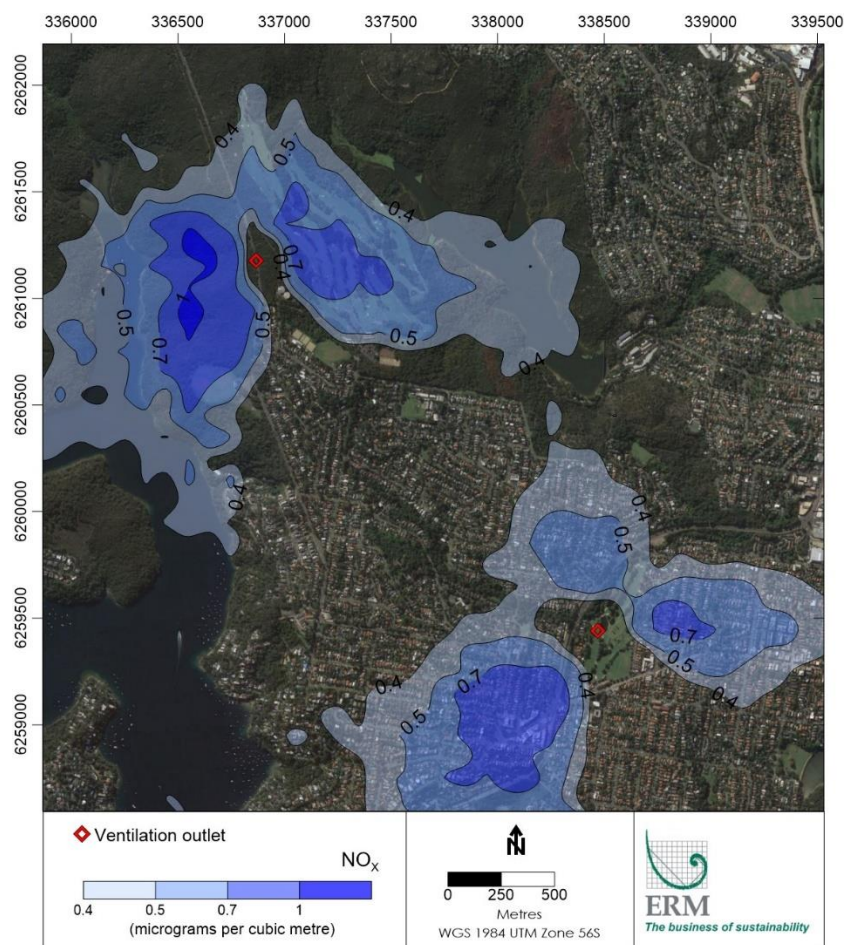 336000 336500 337000 337500 338000 338500 339000 339500
6262000
6261500
6261000
6260500
6260000
6259500
6259000
0.4
0.5
0.4
0.4
0.7
1
0.5
0.5
0.7
0.5
0.4
0.4
0.4
0.5
0.7
0.5
0.4
0.4
0.4
0.7
0.5
Ventilation outlet
NOX
0.4 0.5 0.7 1
(micrograms per cubic metre)
N
0 250 500
Metres
WGS 1984 UTM Zone 56S
ERM
The business of sustainability